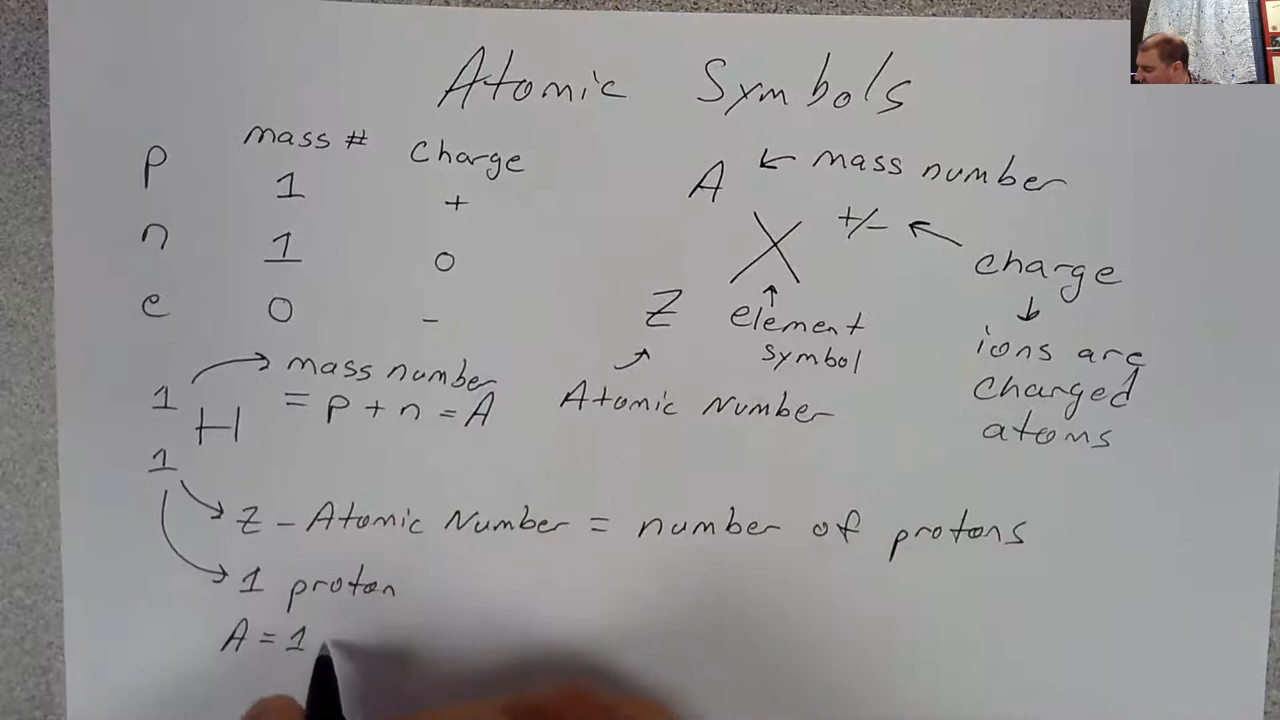 Atomic Symbols
mass # charge
p 1 +
n 1 0
e 0 -
A ← mass number
X +/- ← charge
Z element symbol
Atomic Number
↓
ions are
charged
atoms
1 → mass number
H = p + n = A
1
Z - Atomic Number = number of protons
1 proton
A = 1